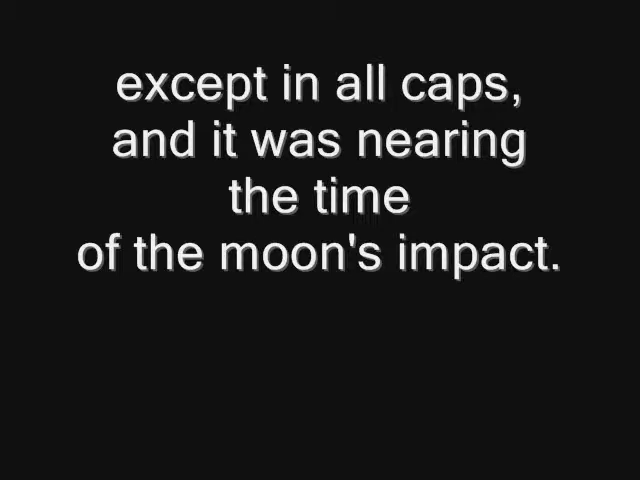 except in all caps,
and it was nearing
the time
of the moon's impact.